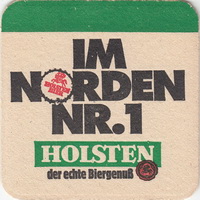 IM
NORDEN
NR. 1
HOLSTEN
der echte Biergenuß